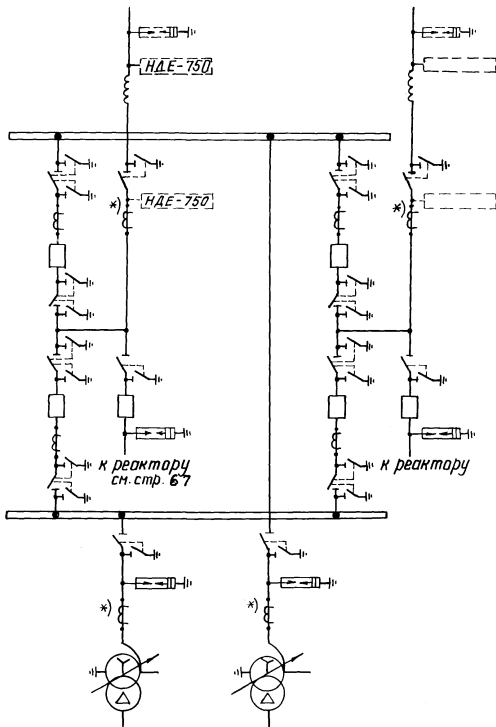 НДЕ-750
НДЕ-750
*)
*)
к реактору
см. стр. 67
к реактору
*)
*)